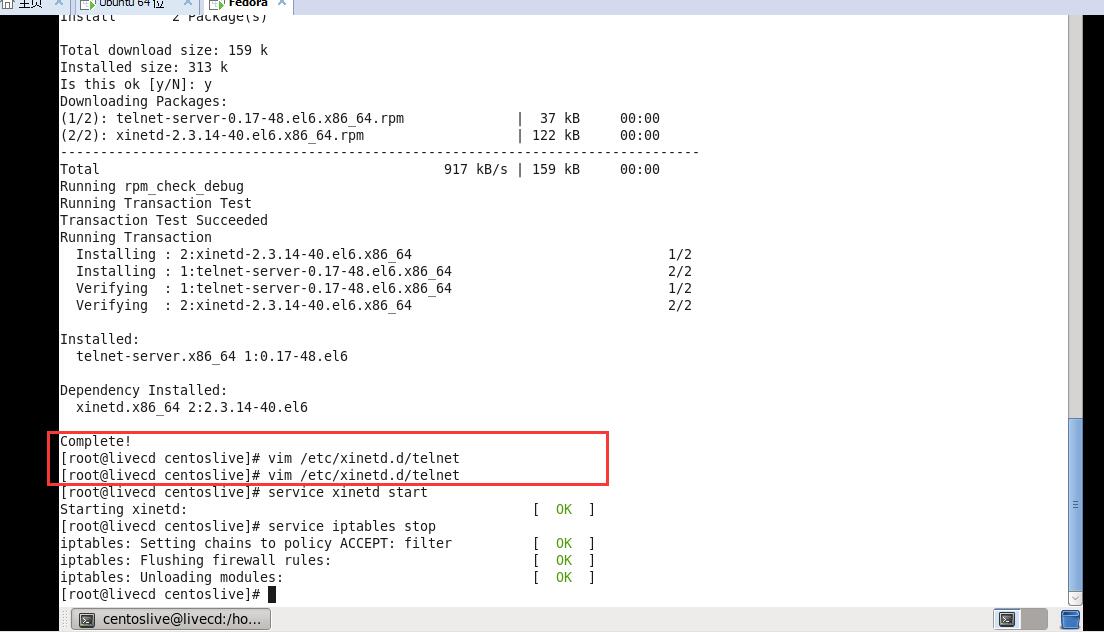 主页 Ubuntu 64 位 Fedora
Install 2 Package(s)
Total download size: 159 k
Installed size: 313 k
Is this ok [y/N]: y
Downloading Packages:
(1/2): telnet-server-0.17-48.el6.x86_64.rpm | 37 kB 00:00
(2/2): xinetd-2.3.14-40.el6.x86_64.rpm | 122 kB 00:00
--------------------------------------------------------------------------------
Total 917 kB/s | 159 kB 00:00
Running rpm_check_debug
Running Transaction Test
Transaction Test Succeeded
Running Transaction
Installing : 2:xinetd-2.3.14-40.el6.x86_64 1/2
Installing : 1:telnet-server-0.17-48.el6.x86_64 2/2
Verifying : 1:telnet-server-0.17-48.el6.x86_64 1/2
Verifying : 2:xinetd-2.3.14-40.el6.x86_64 2/2
Installed:
telnet-server.x86_64 1:0.17-48.el6
Dependency Installed:
xinetd.x86_64 2:2.3.14-40.el6
Complete!
[root@livecd centoslive]# vim /etc/xinetd.d/telnet
[root@livecd centoslive]# vim /etc/xinetd.d/telnet
[root@livecd centoslive]# service xinetd start
Starting xinetd: [ OK ]
[root@livecd centoslive]# service iptables stop
iptables: Setting chains to policy ACCEPT: filter [ OK ]
iptables: Flushing firewall rules: [ OK ]
iptables: Unloading modules: [ OK ]
[root@livecd centoslive]#
centoslive@livecd:/ho...